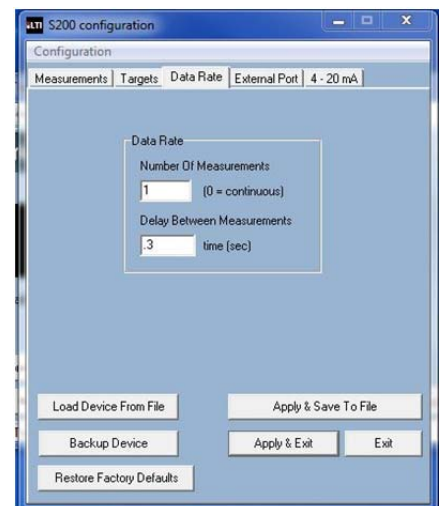 LTI S200 configuration X
Configuration
Measurements Targets Data Rate External Port 4 - 20 mA
Data Rate
Number Of Measurements
1 (0 = continuous)
Delay Between Measurements
.3 time (sec)
Load Device From File Apply & Save To File
Backup Device Apply & Exit Exit
Restore Factory Defaults